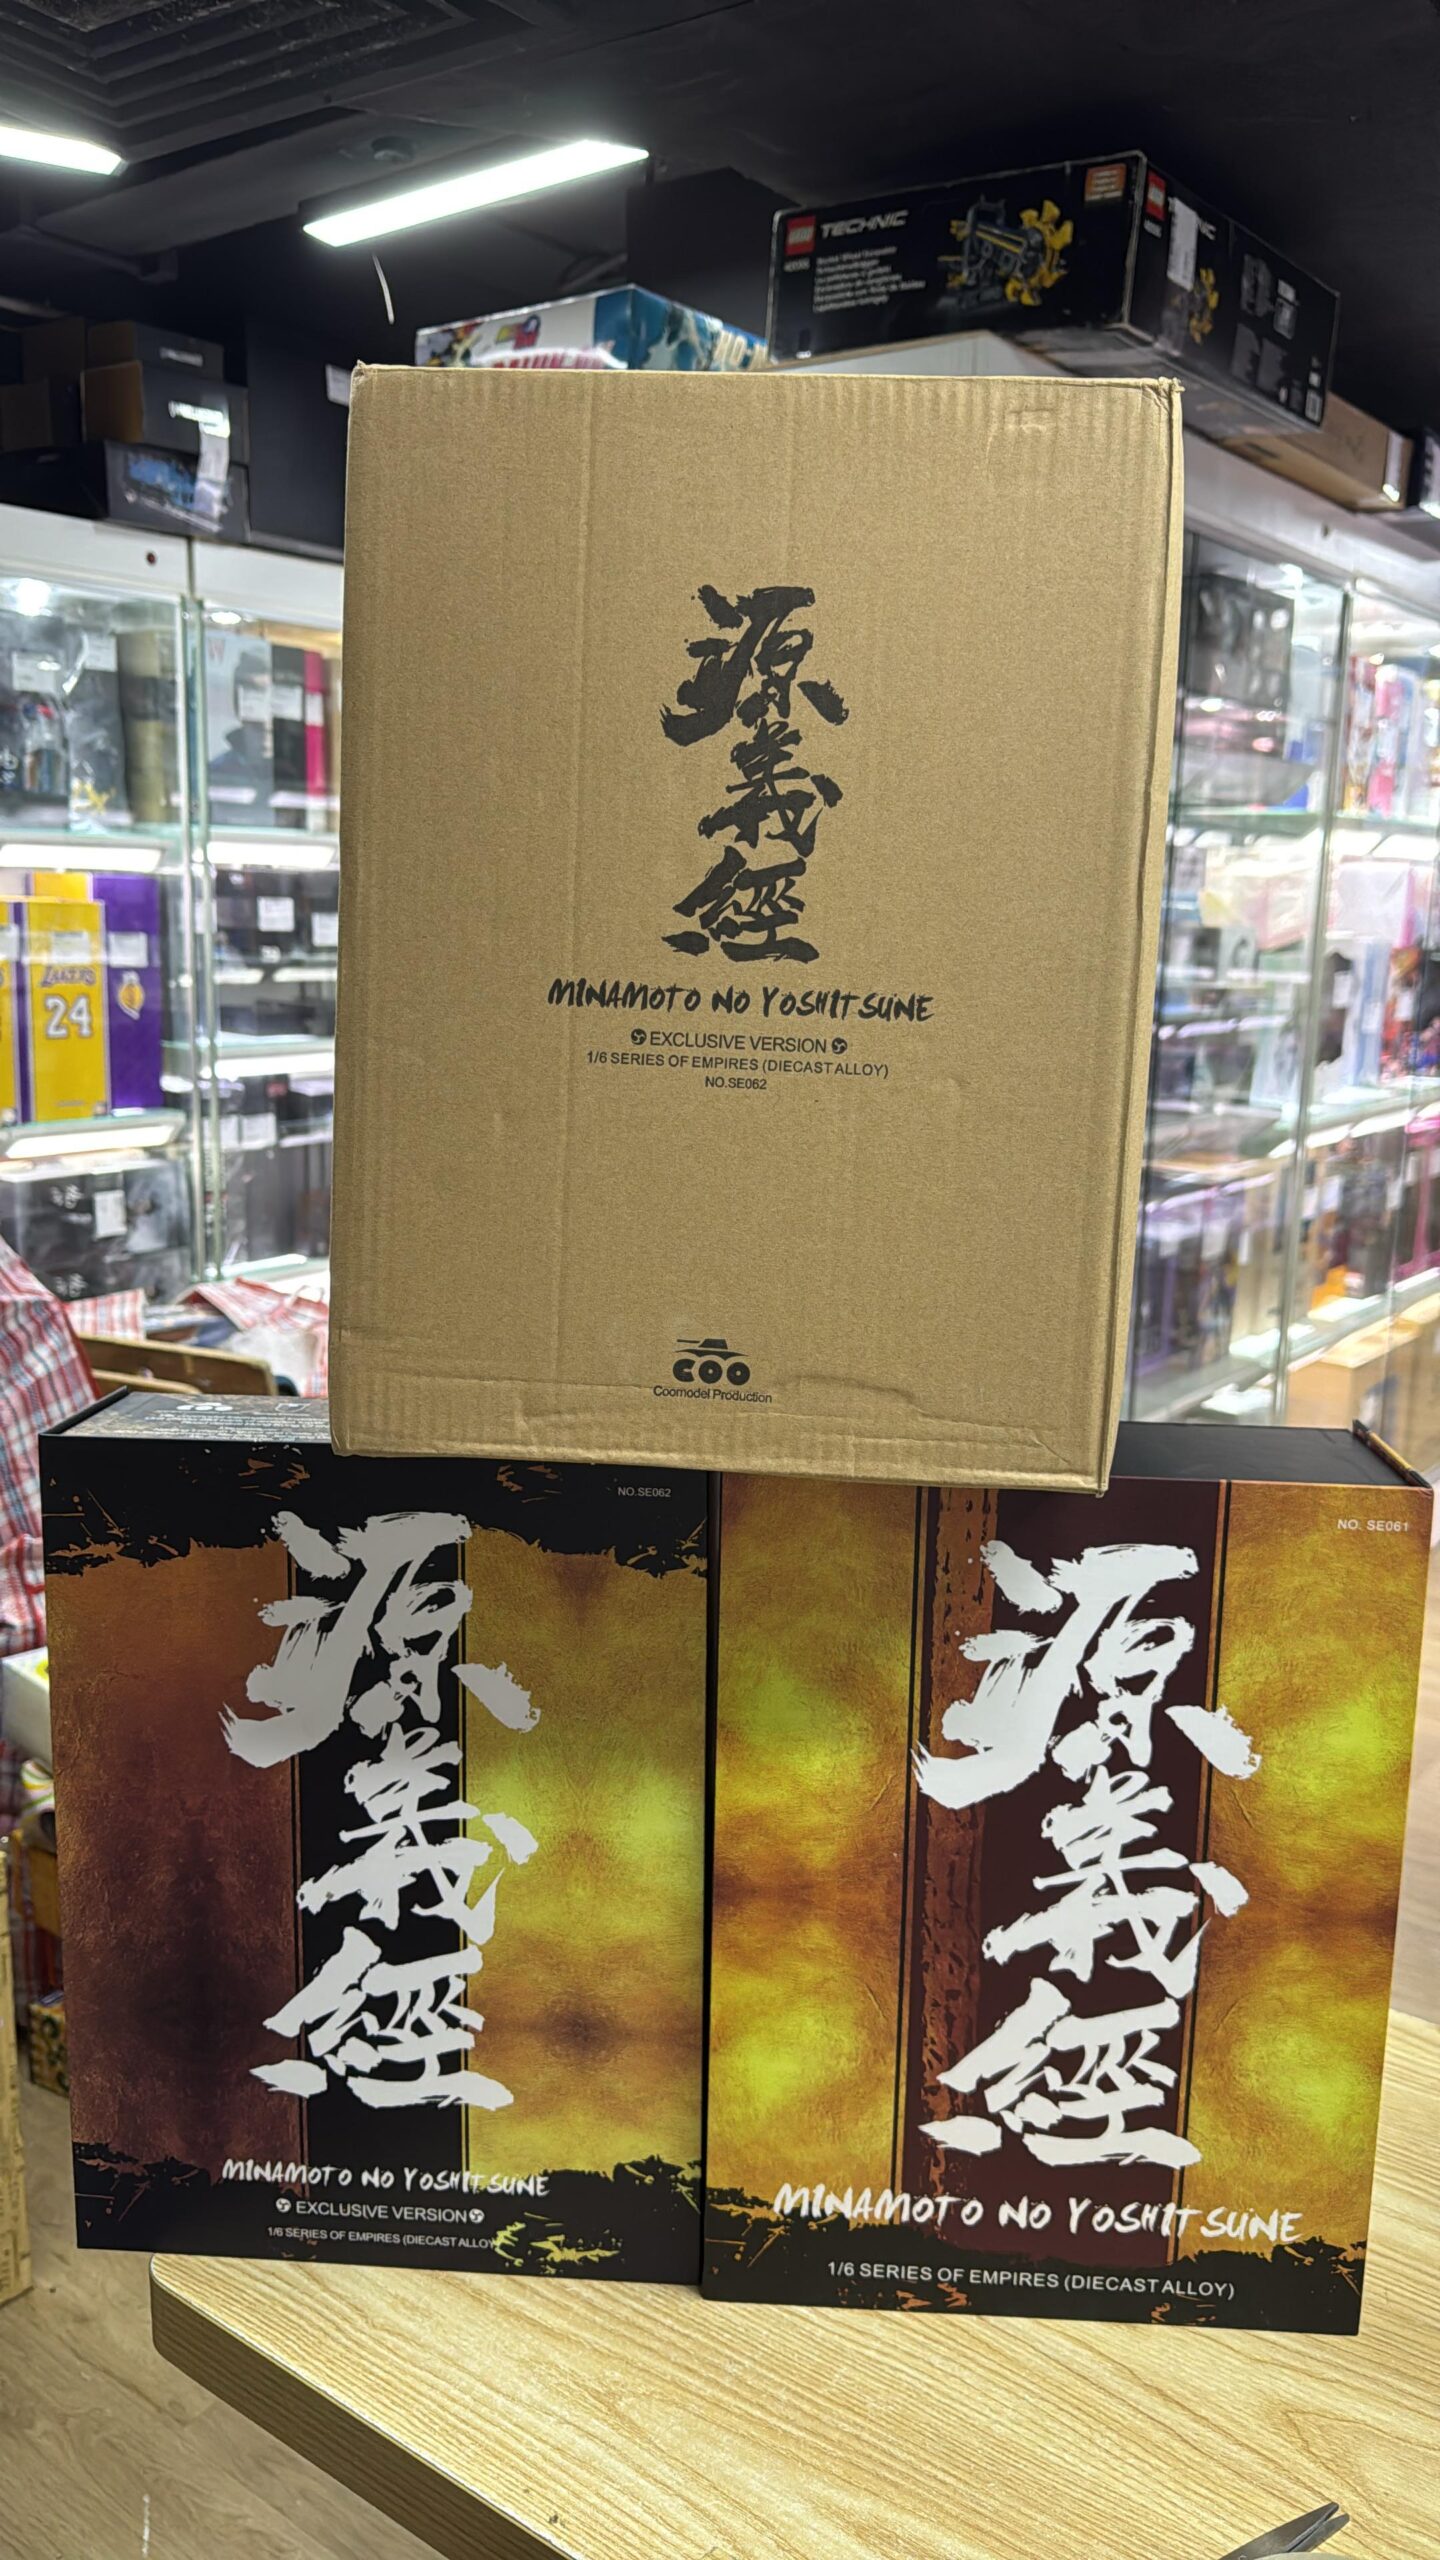 LEGO TECHNIC
LAKERS
24
源義經
MINAMOTO NO YOSHITSUNE
EXCLUSIVE VERSION
1/6 SERIES OF EMPIRES (DIECAST ALLOY)
NO.SE062
COO
Coomodel Production
NO.SE062
源義經
MINAMOTO NO YOSHITSUNE
EXCLUSIVE VERSION
1/6 SERIES OF EMPIRES (DIECAST ALLOY)
NO. SE061
源義經
MINAMOTO NO YOSHITSUNE
1/6 SERIES OF EMPIRES (DIECAST ALLOY)